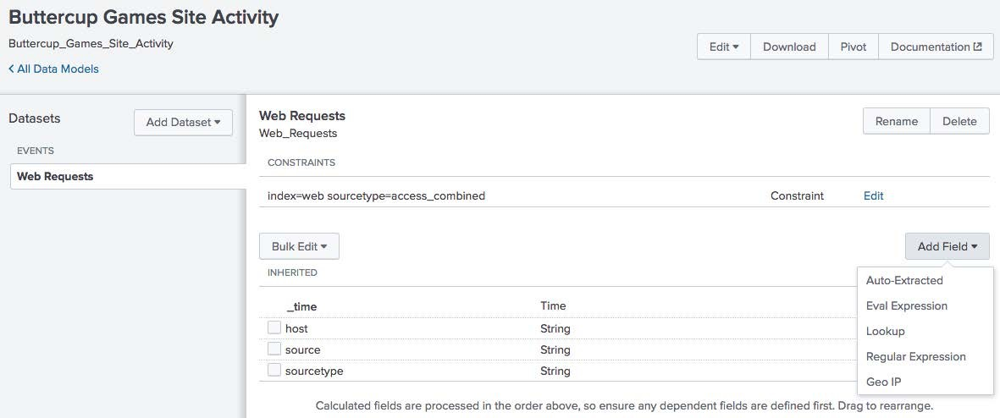 Buttercup Games Site Activity
Buttercup_Games_Site_Activity
Edit Download Pivot Documentation
All Data Models
Datasets
Add Dataset
EVENTS
Web Requests
Web Requests
Web_Requests
Rename Delete
CONSTRAINTS
index=web sourcetype=access_combined Constraint Edit
Bulk Edit
Add Field
INHERITED
Auto-Extracted
Eval Expression
Lookup
Regular Expression
Geo IP
_time Time
host String
source String
sourcetype String
Calculated fields are processed in the order above, so ensure any dependent fields are defined first. Drag to rearrange.